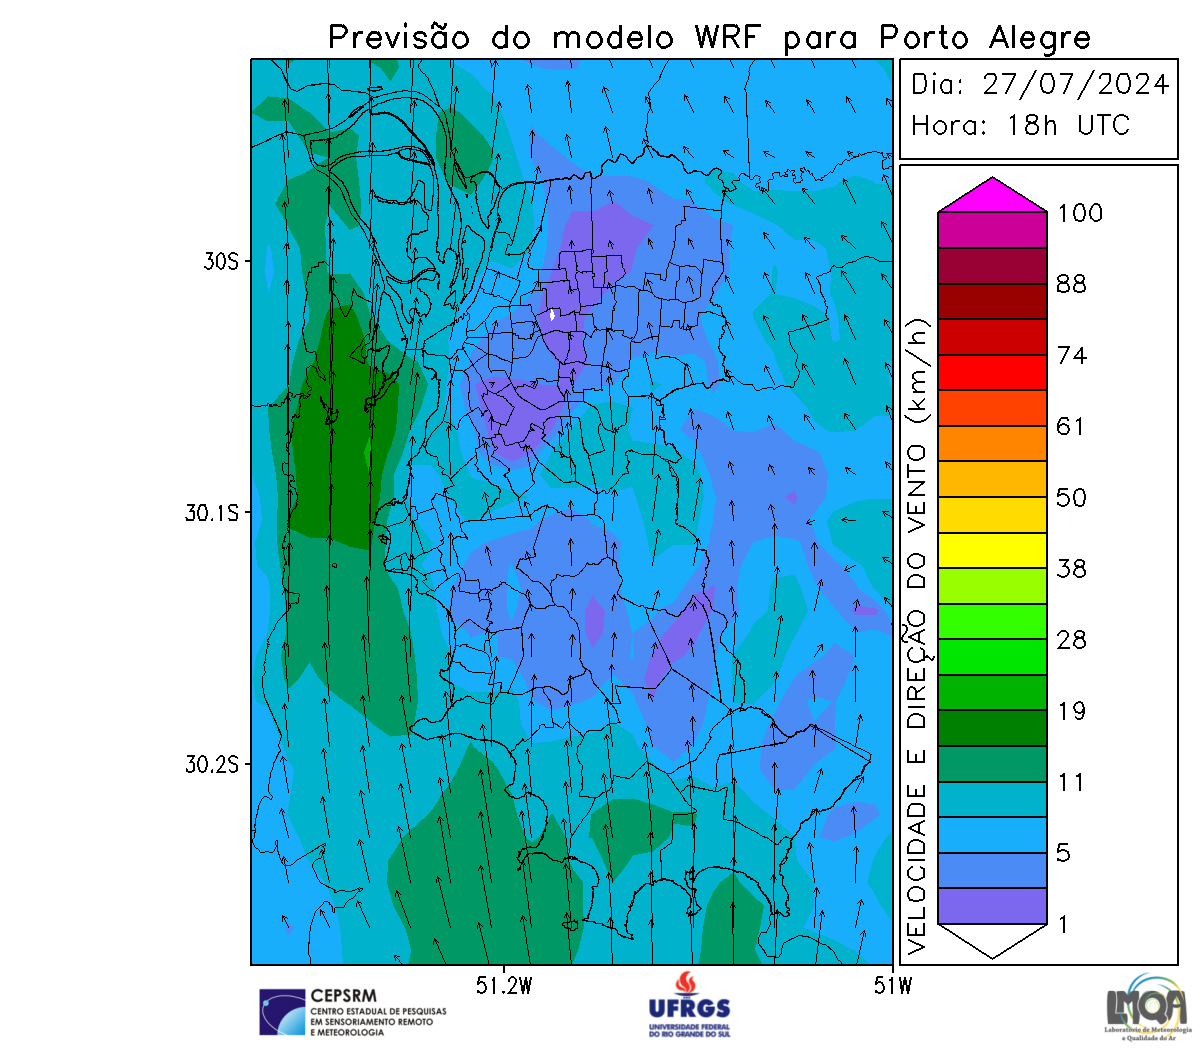 Previsão do modelo WRF para Porto Alegre
Dia: 27/07/2024
Hora: 18h UTC
30S
30.1S
30.2S
51.2W
51W
VELOCIDADE E DIREÇÃO DO VENTO (km/h)
100
88
74
61
50
38
28
19
11
5
1
CEPSRM
CENTRO ESTADUAL DE PESQUISAS
EM SENSORIAMENTO REMOTO
E METEOROLOGIA
UFRGS
UNIVERSIDADE FEDERAL
DO RIO GRANDE DO SUL
LMQA
Laboratório de Meteorologia
e Qualidade do Ar